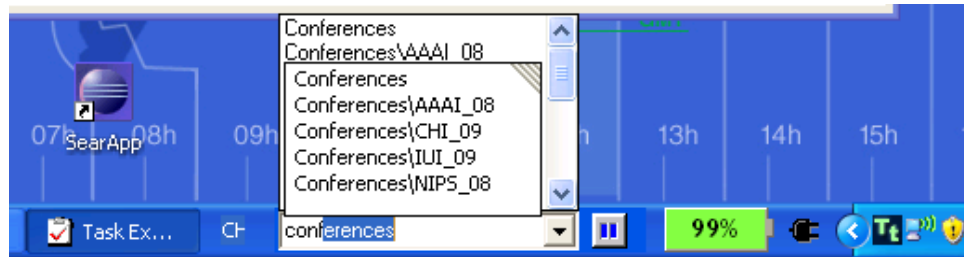 Conferences
Conferences\AAAI_08
Conferences
Conferences\AAAI_08
Conferences\CHI_09
Conferences\IUI_09
Conferences\NIPS_08
07h 08h 09h 13h 14h 15h
SearApp
Task Ex... CH conferences 99% Tt